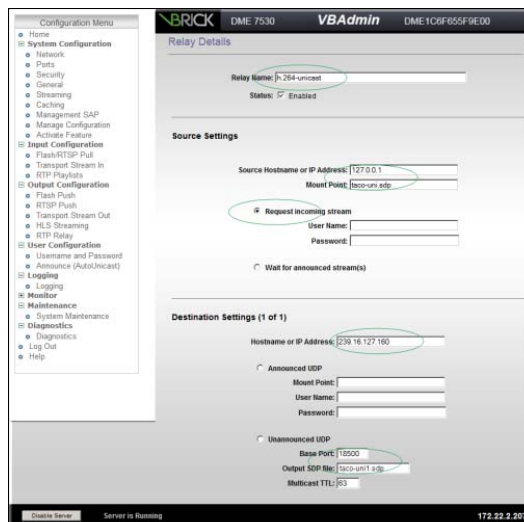 Configuration Menu
Home
System Configuration
Network
Ports
Security
General
Streaming
Caching
Management SAP
Manage Configuration
Activate Feature
Input Configuration
Flash/RTSP Pull
Transport Stream In
RTP Playlists
Output Configuration
Flash Push
RTSP Push
Transport Stream Out
HLS Streaming
RTP Relay
User Configuration
Username and Password
Announce (AutoUnicast)
Logging
Logging
Monitor
Maintenance
System Maintenance
Diagnostics
Diagnostics
Log Out
Help
VBRICK DME 7530 VBAdmin DME1C6F655F9E00
Relay Details
Relay Name: h.264-unicast
Status: Enabled
Source Settings
Source Hostname or IP Address: 127.0.0.1
Mount Point: taco-uni.sdp
Request incoming stream
User Name:
Password:
Wait for announced stream(s)
Destination Settings (1 of 1)
Hostname or IP Address: 239.16.127.160
Announced UDP
Mount Point:
User Name:
Password:
Unannounced UDP
Base Port: 18500
Output SDP file: taco-uni1.sdp
Multicast TTL: 63
Disable Server Server is Running 172.22.2.207